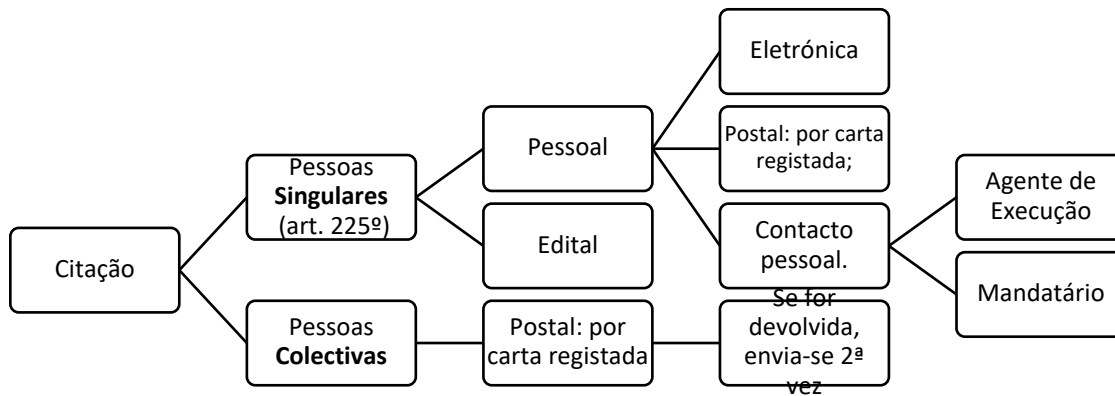 Citação
Pessoas
Singulares
(art. 225º)
Pessoal
Eletrónica
Postal: por carta
registada;
Contacto
pessoal.
Agente de
Execução
Mandatário
Edital
Pessoas
Colectivas
Postal: por
carta registada
Se for
devolvida,
envia-se 2ª
vez